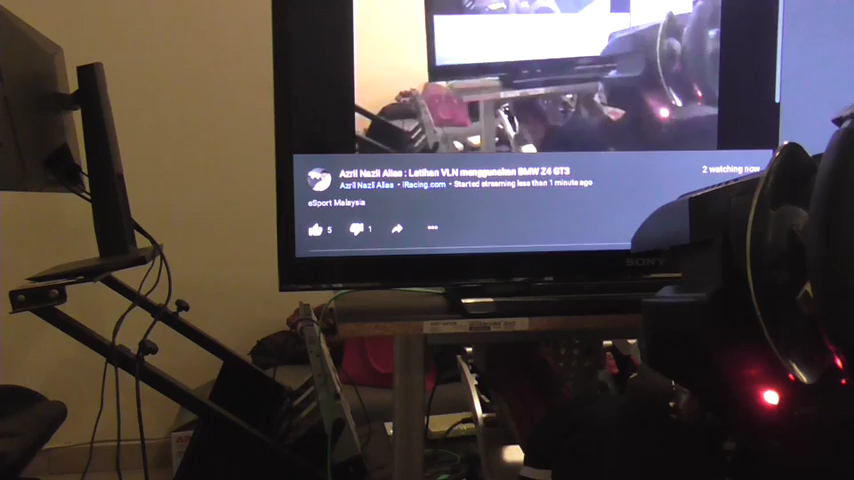 Azril Nazli Alias : Latihan VLN menggunakan BMW Z4 GT3
2 watching now
Azril Nazli Alias • iRacing.com • Started streaming less than 1 minute ago
eSport Malaysia
5
1
SONY